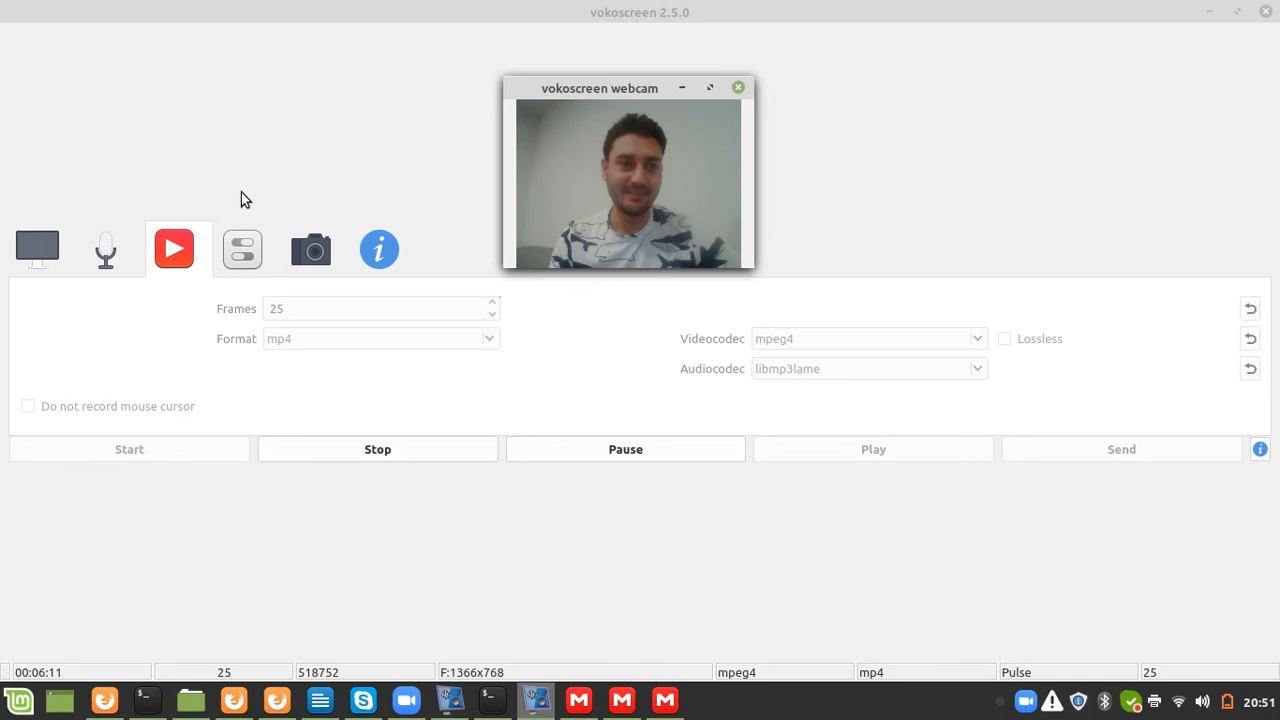 vokoscreen 2.5.0
vokoscreen webcam
Frames 25
Format mp4
Videocodec mpeg4 Lossless
Audiocodec libmp3lame
Do not record mouse cursor
Start Stop Pause Play Send
00:06:11 25 518752 F:1366x768 mpeg4 mp4 Pulse 25
20:51